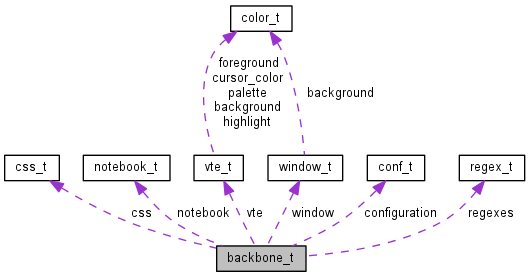 color_t
foreground
cursor_color
palette
background
highlight
background
css_t
notebook_t
vte_t
window_t
conf_t
regex_t
css
notebook
vte
window
configuration
regexes
backbone_t